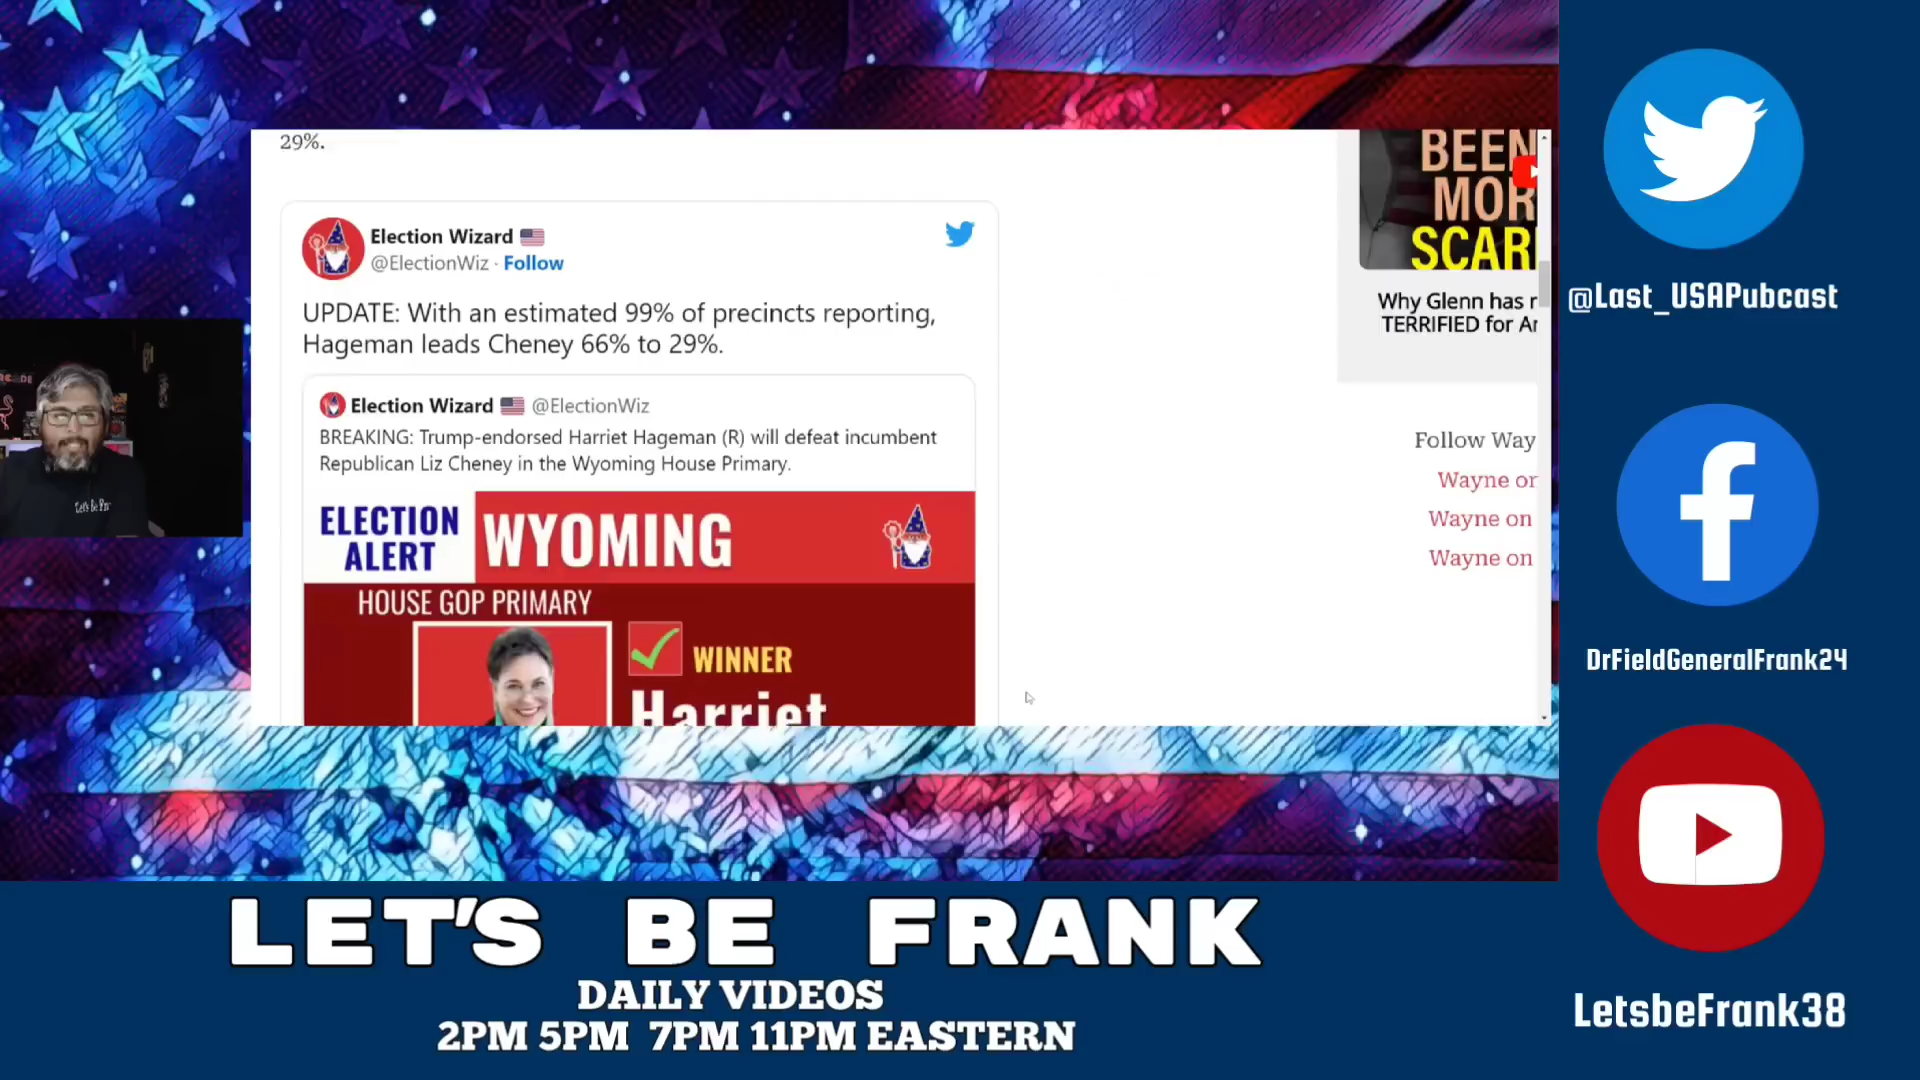 29%.
Election Wizard
@ElectionWiz · Follow
UPDATE: With an estimated 99% of precincts reporting,
Hageman leads Cheney 66% to 29%.
Election Wizard @ElectionWiz
BREAKING: Trump-endorsed Harriet Hageman (R) will defeat incumbent
Republican Liz Cheney in the Wyoming House Primary.
ELECTION
ALERT
WYOMING
HOUSE GOP PRIMARY
WINNER
Harriet
BEEN
MOR
SCAR
Why Glenn has r
TERRIFIED for Ar
Follow Way
Wayne or
Wayne on
Wayne on
@Last_USAPubcast
DrFieldGeneralFrank24
LetsbeFrank38
LET'S BE FRANK
DAILY VIDEOS
2PM 5PM 7PM 11PM EASTERN